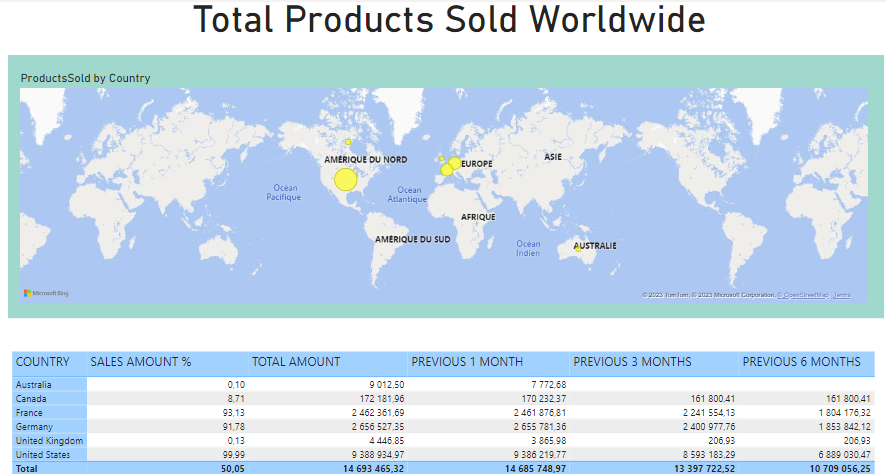 Total Products Sold Worldwide
ProductsSold by Country
AMÉRIQUE DU NORD
EUROPE
ASIE
Océan
Pacifique
Océan
Atlantique
AFRIQUE
AMÉRIQUE DU SUD
Océan
Indien
AUSTRALIE
Microsoft Bing
© 2023 TomTom, © 2023 Microsoft Corporation, © OpenStreetMap Terms
COUNTRY SALES AMOUNT % TOTAL AMOUNT PREVIOUS 1 MONTH PREVIOUS 3 MONTHS PREVIOUS 6 MONTHS
Australia 0,10 9 012,50 7 772,68
Canada 8,71 172 181,96 170 232,37 161 800,41 161 800,41
France 93,13 2 462 361,69 2 461 876,81 2 241 554,13 1 804 176,32
Germany 91,78 2 656 527,35 2 655 781,36 2 400 977,76 1 853 842,12
United Kingdom 0,13 4 446,85 3 865,98 206,93 206,93
United States 99,99 9 388 934,97 9 386 219,77 8 593 183,29 6 889 030,47
Total 50,05 14 693 465,32 14 685 748,97 13 397 722,52 10 709 056,25